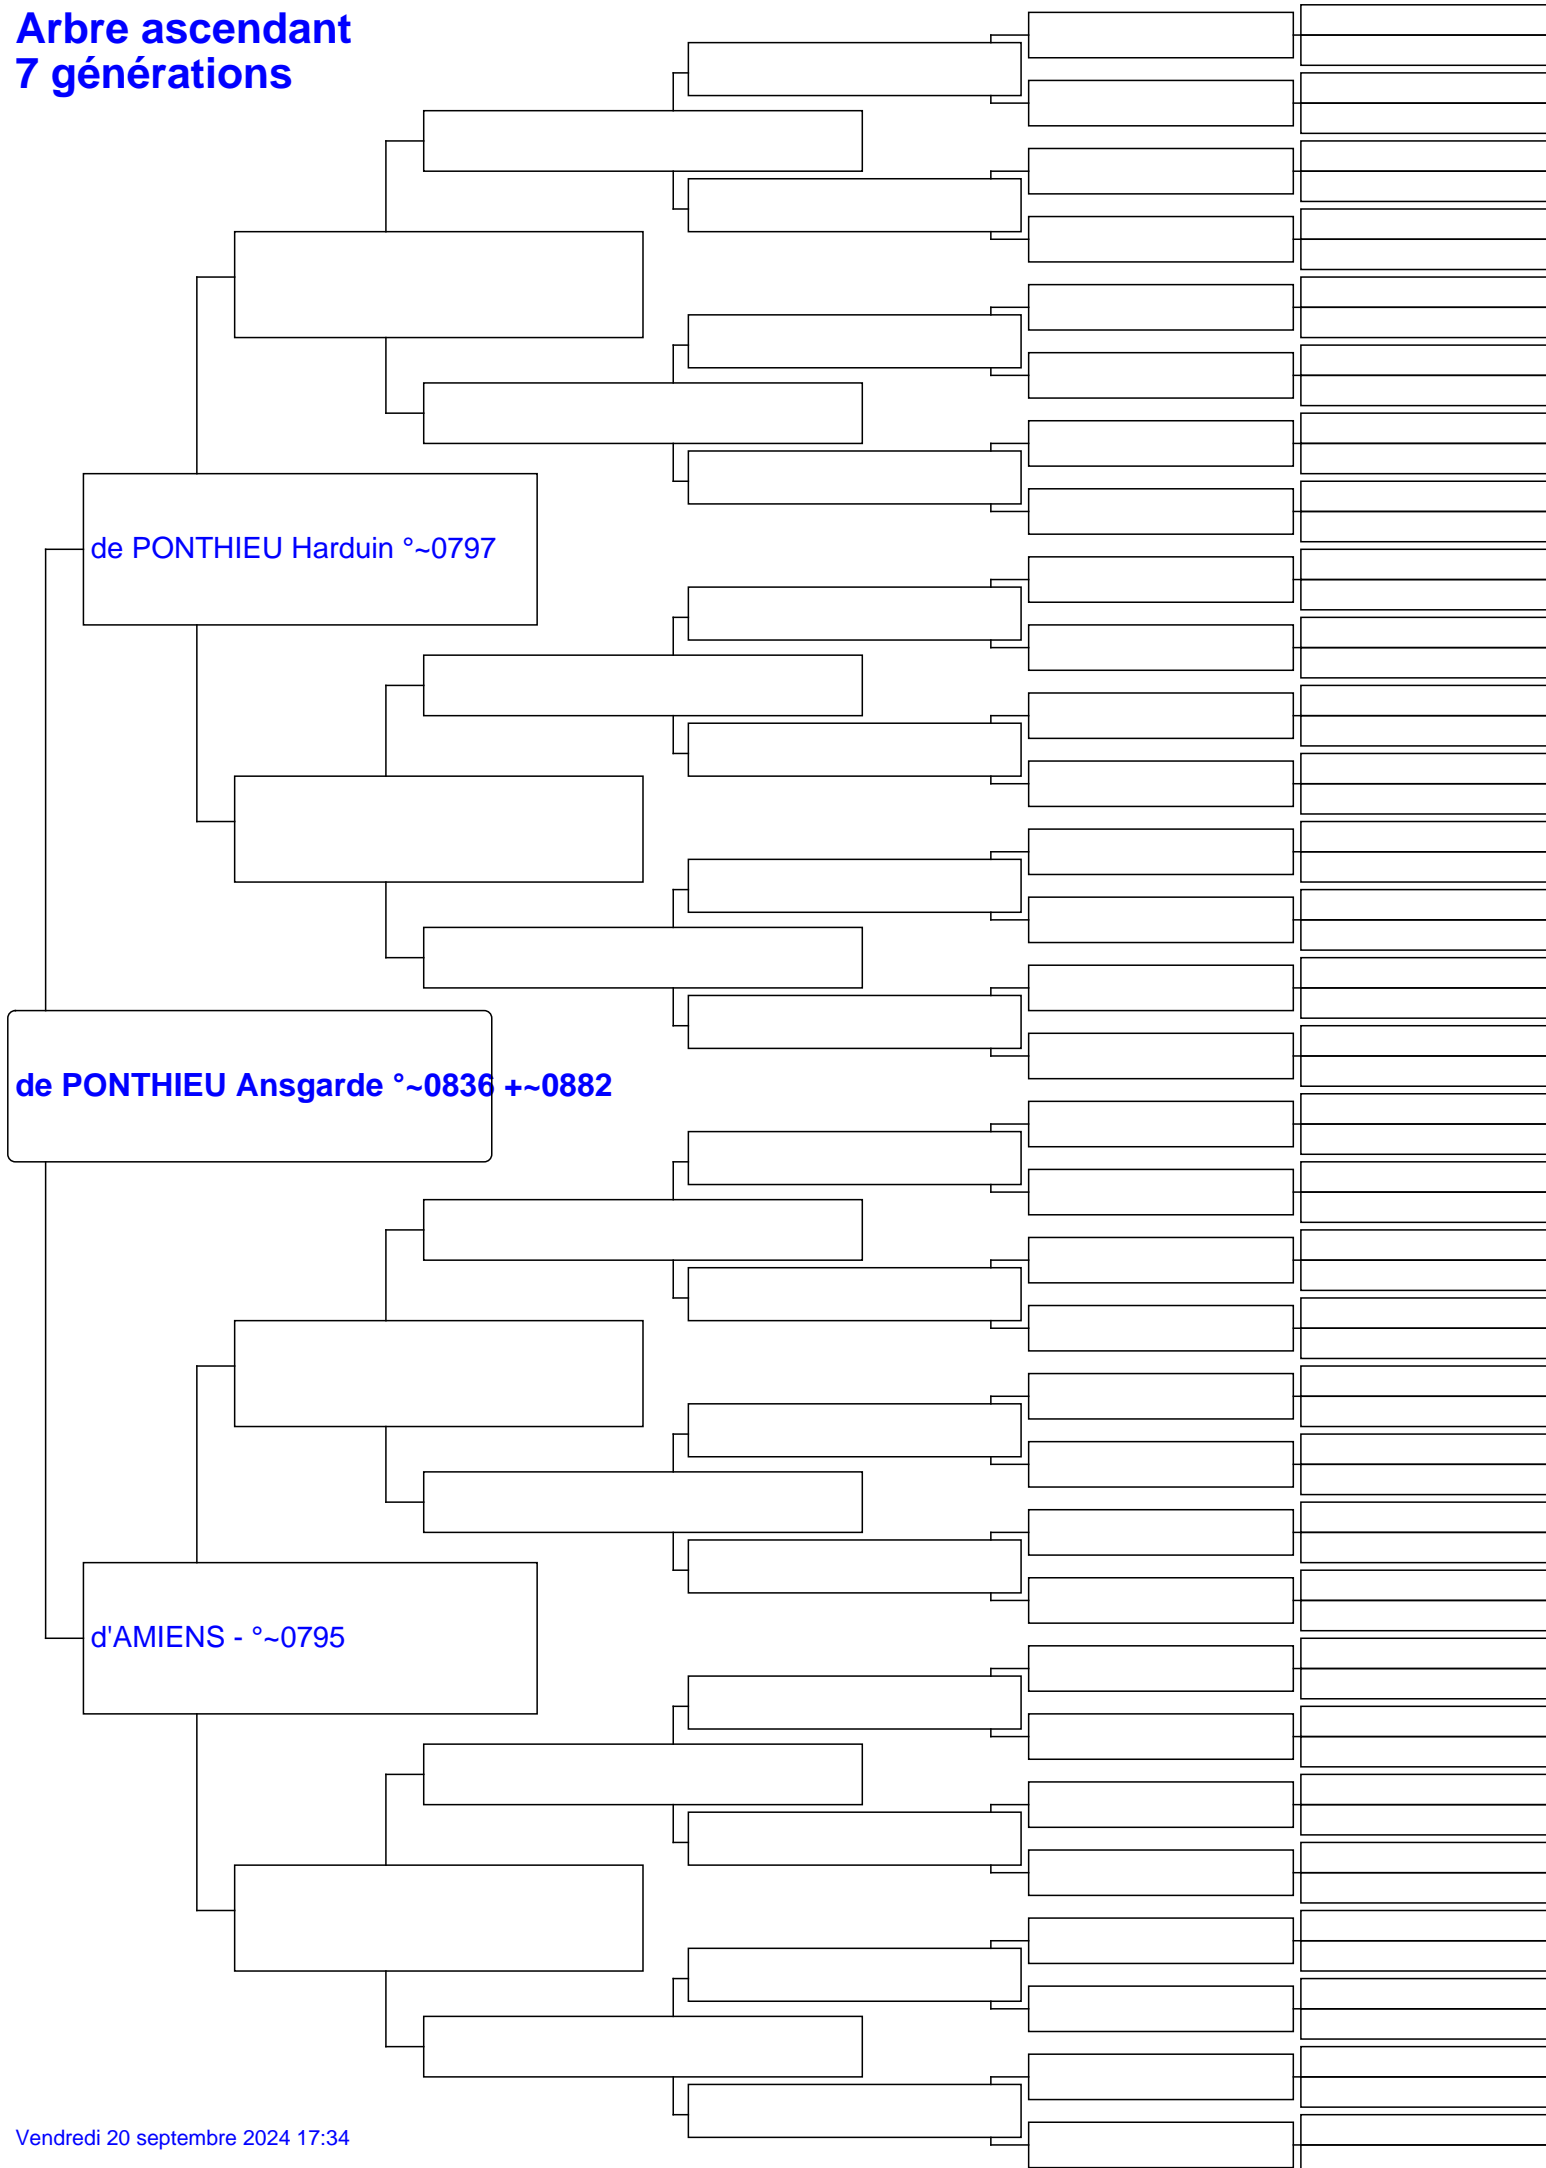 Arbre ascendant
7 générations
de PONTHIEU Harduin °~0797
de PONTHIEU Ansgarde °~0836 +~0882
d'AMIENS - °~0795
Vendredi 20 septembre 2024 17:34